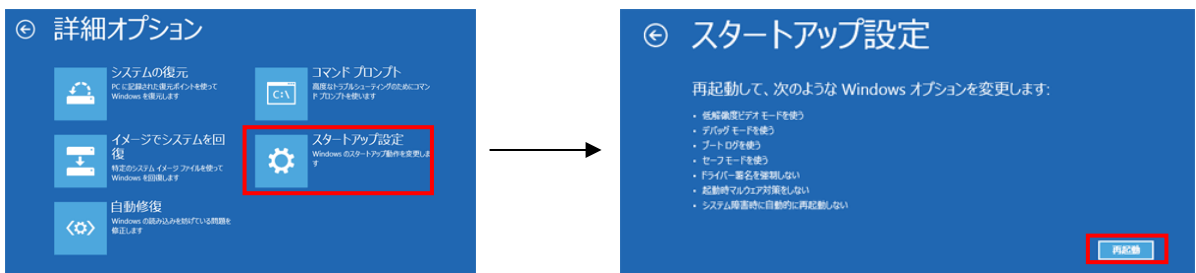 詳細オプション
システムの復元
PC に記録された復元ポイントを使って
Windows を復元します
コマンド プロンプト
高度なトラブルシューティングのためにコマン
ド プロンプトを使います
C:\
イメージでシステムを回
復
特定のシステム イメージ ファイルを使って
Windows を回復します
スタートアップ設定
Windows のスタートアップ動作を変更しま
す
自動修復
Windows の読み込みを妨げている問題を
修正します
スタートアップ設定
再起動して、次のような Windows オプションを変更します:
・ 低解像度ビデオ モードを使う
・ デバッグ モードを使う
・ ブート ログを使う
・ セーフ モードを使う
・ ドライバー署名を強制しない
・ 起動時マルウェア対策をしない
・ システム障害時に自動的に再起動しない
再起動